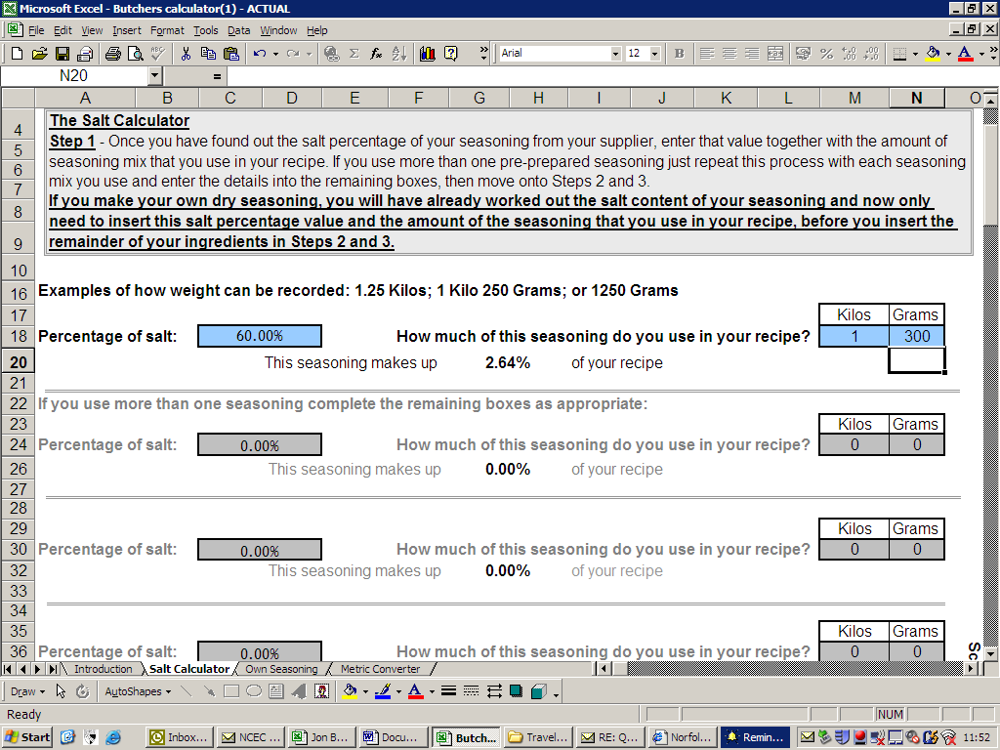 Microsoft Excel - Butchers calculator(1) - ACTUAL
File Edit View Insert Format Tools Data Window Help
Arial 12 B
N20 =
A B C D E F G H I J K L M N O
4 The Salt Calculator
Step 1 - Once you have found out the salt percentage of your seasoning from your supplier, enter that value together with the amount of
5 seasoning mix that you use in your recipe. If you use more than one pre-prepared seasoning just repeat this process with each seasoning
6
7 mix you use and enter the details into the remaining boxes, then move onto Steps 2 and 3.
If you make your own dry seasoning, you will have already worked out the salt content of your seasoning and now only
8 need to insert this salt percentage value and the amount of the seasoning that you use in your recipe, before you insert the
9 remainder of your ingredients in Steps 2 and 3.
10
16 Examples of how weight can be recorded: 1.25 Kilos; 1 Kilo 250 Grams; or 1250 Grams
17 Kilos Grams
18 Percentage of salt: 60.00% How much of this seasoning do you use in your recipe? 1 300
20 This seasoning makes up 2.64% of your recipe
21
22 If you use more than one seasoning complete the remaining boxes as appropriate:
23 Kilos Grams
24 Percentage of salt: 0.00% How much of this seasoning do you use in your recipe? 0 0
26 This seasoning makes up 0.00% of your recipe
27
28
29 Kilos Grams
30 Percentage of salt: 0.00% How much of this seasoning do you use in your recipe? 0 0
32 This seasoning makes up 0.00% of your recipe
33
34
35 Kilos Grams
36 Percentage of salt: 0.00% How much of this seasoning do you use in your recipe? 0 0
Introduction Salt Calculator Own Seasoning Metric Converter
Draw AutoShapes
Ready NUM
Start Inbox... NCEC ... Jon B... Docu... Butch... Travel... RE: Q... Norfol... Remin... 11:52